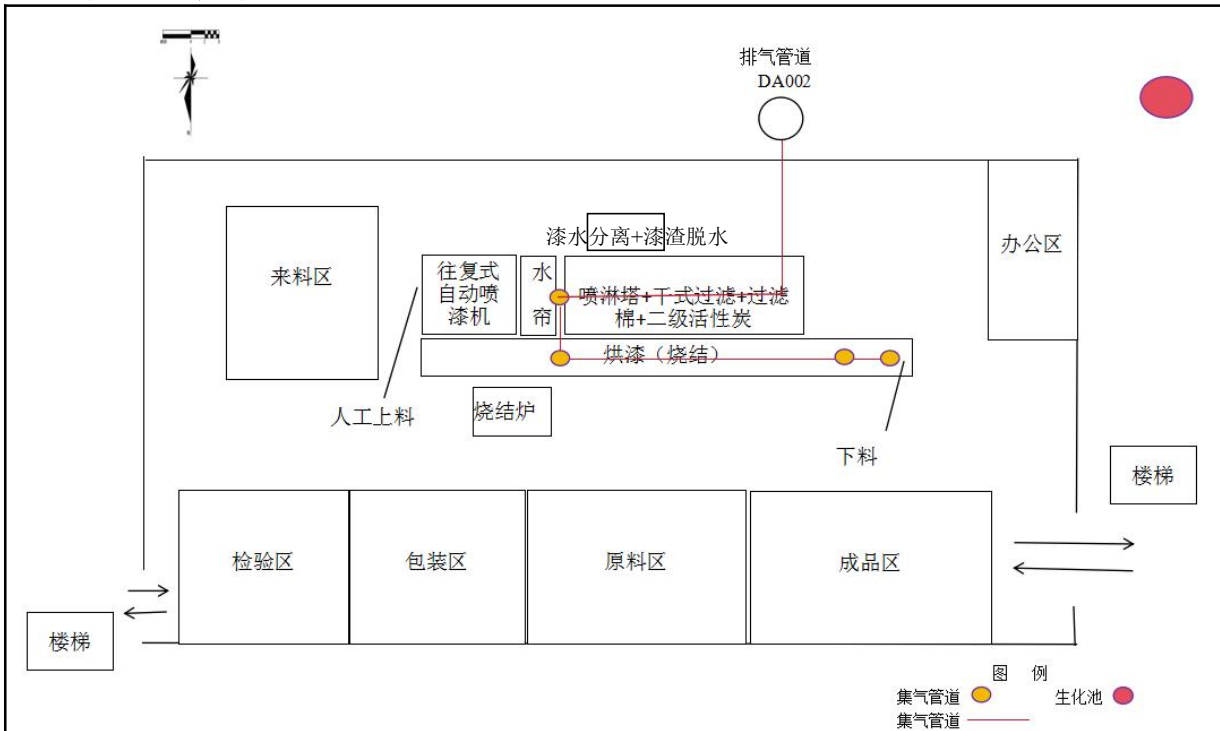 排气管道
DA002
漆水分离+漆渣脱水
办公区
来料区
往复式
自动喷
漆机
水
帘
喷淋塔+干式过滤+过滤
棉+二级活性炭
烘漆（烧结）
人工上料
烧结炉
下料
楼梯
检验区
包装区
原料区
成品区
楼梯
图 例
集气管道
生化池
集气管道